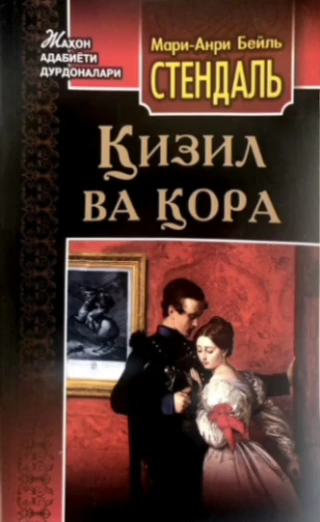 Жаҳон
адабиёти
дурдоналари
Мари-Анри Бейль
СТЕНДАЛЬ
Қизил
ва қора